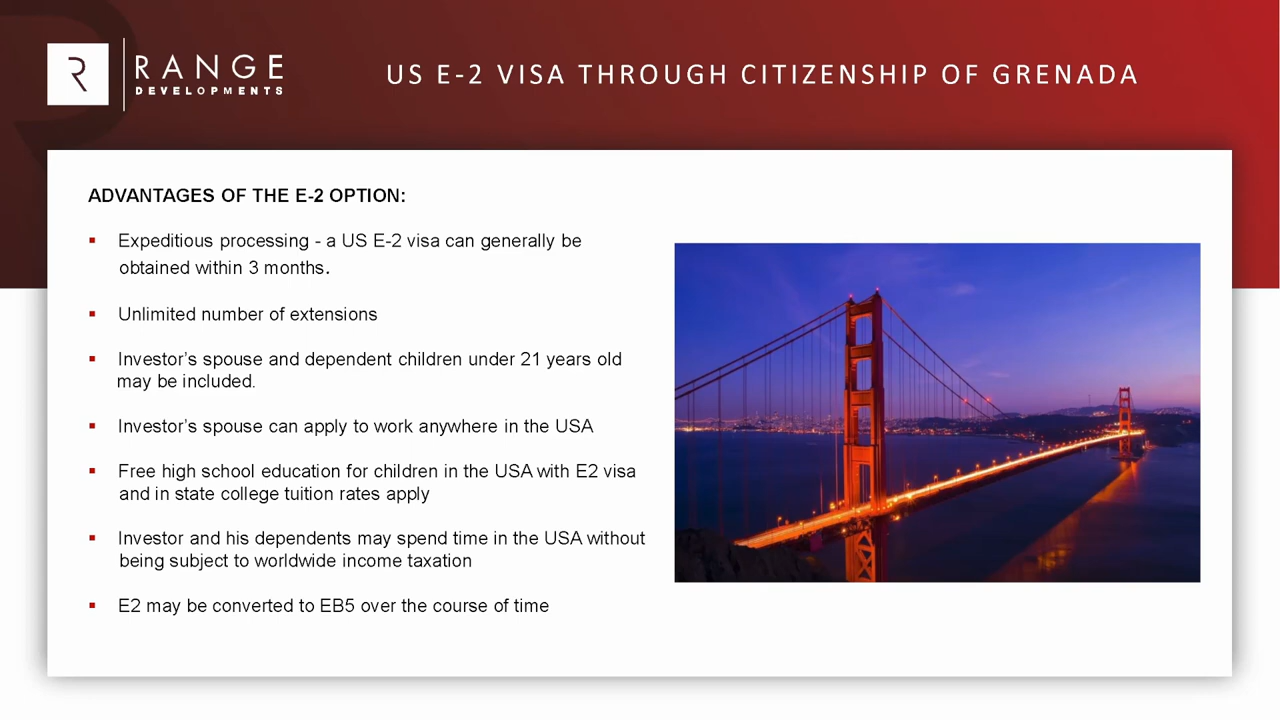 R
RANGE
DEVELOPMENTS
US E-2 VISA THROUGH CITIZENSHIP OF GRENADA
ADVANTAGES OF THE E-2 OPTION:
▪ Expeditious processing - a US E-2 visa can generally be
obtained within 3 months.
▪ Unlimited number of extensions
▪ Investor’s spouse and dependent children under 21 years old
may be included.
▪ Investor’s spouse can apply to work anywhere in the USA
▪ Free high school education for children in the USA with E2 visa
and in state college tuition rates apply
▪ Investor and his dependents may spend time in the USA without
being subject to worldwide income taxation
▪ E2 may be converted to EB5 over the course of time